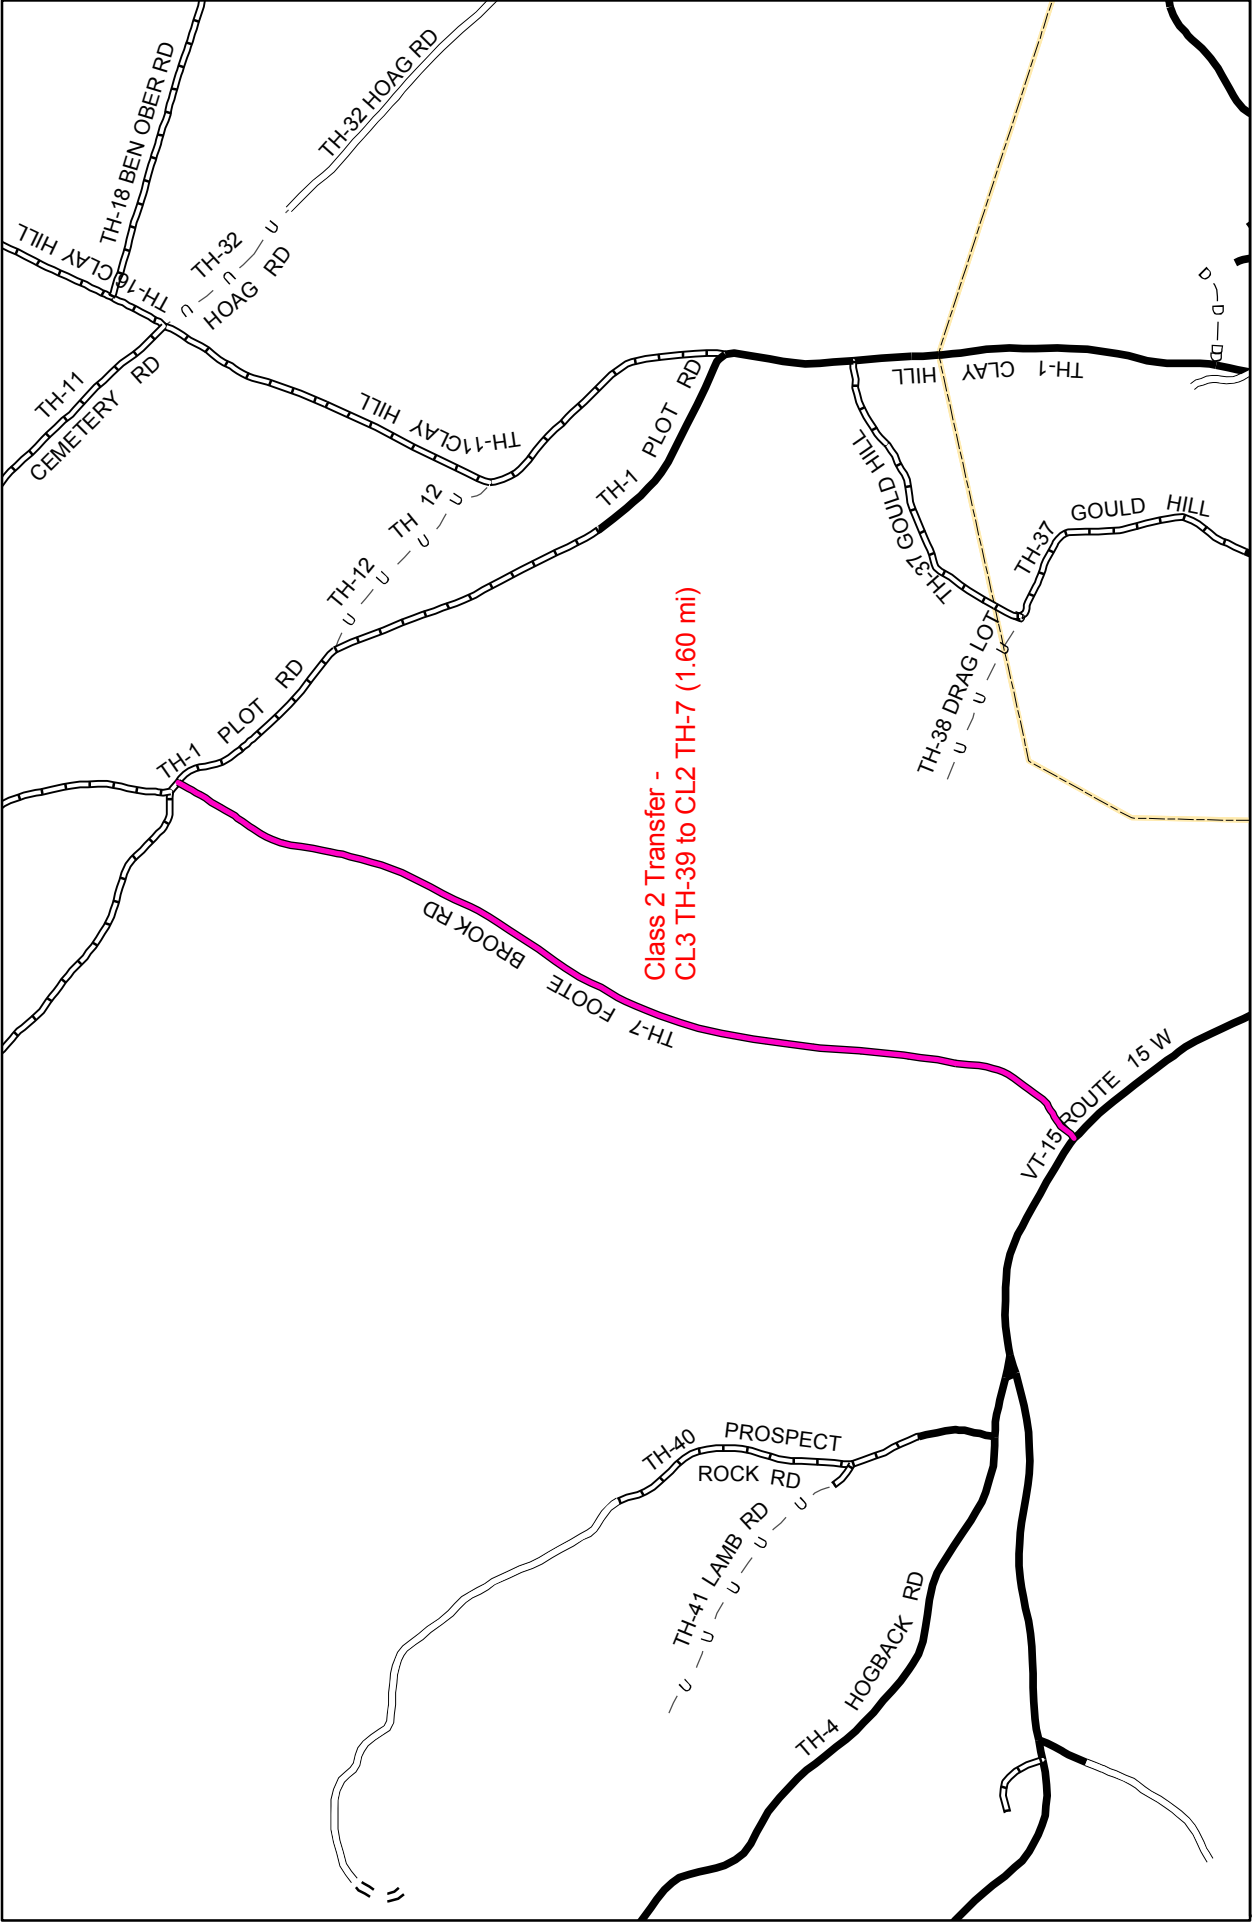 TH-18 BEN OBER RD
TH-32 HOAG RD
TH-16 CLAY HILL
TH-32
HOAG RD
TH-11
CEMETERY RD
TH-11 CLAY HILL
TH-12
TH 12
TH-1 PLOT RD
TH-1 PLOT RD
TH-1 CLAY HILL
TH-37 GOULD HILL
TH-37
GOULD HILL
TH-38 DRAG LOT
Class 2 Transfer -
CL3 TH-39 to CL2 TH-7 (1.60 mi)
TH-7 FOOTE BROOK RD
VT-15 ROUTE 15 W
TH-40
PROSPECT
ROCK RD
TH-41 LAMB RD
TH-4 HOGBACK RD
U U U
U U U U
U U U
U U U U U
D D D D